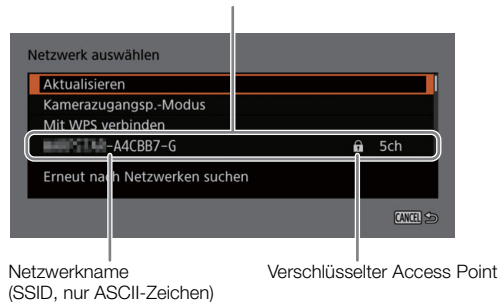 Netzwerk auswählen
Aktualisieren
Kamerazugangsp.-Modus
Mit WPS verbinden
-A4CBB7-G 5ch
Erneut nach Netzwerken suchen
CANCEL
Netzwerkname
(SSID, nur ASCII-Zeichen)
Verschlüsselter Access Point